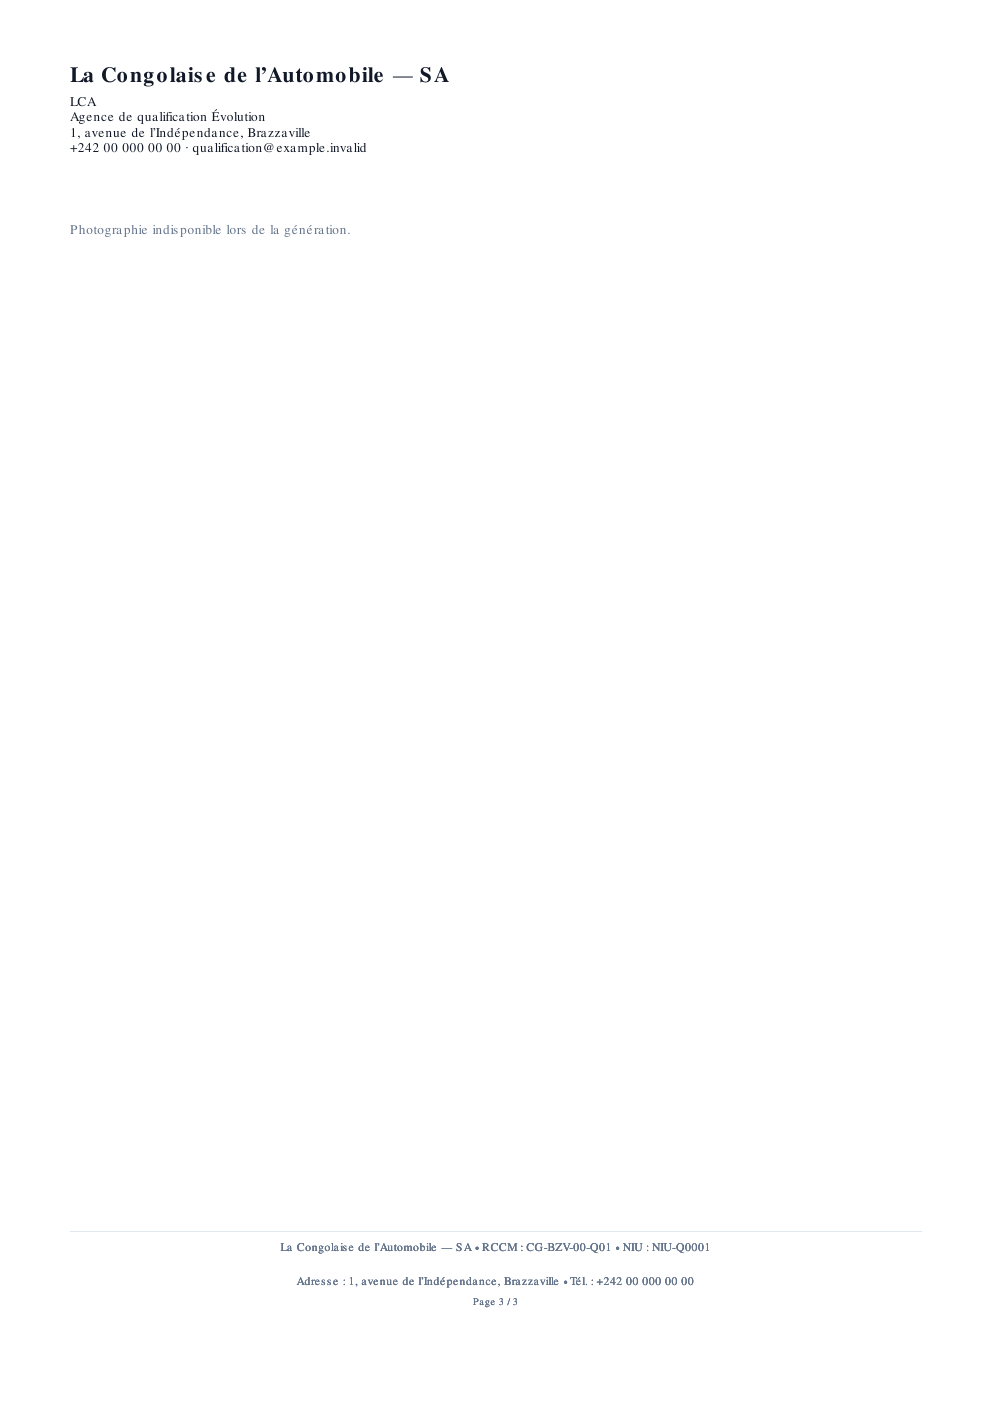 La Congolaise de l’Automobile — SA
LCA
Agence de qualification Évolution
1, avenue de l’Indépendance, Brazzaville
+242 00 000 00 00 · qualification@example.invalid
Photographie indisponible lors de la génération.
La Congolaise de l’Automobile — SA • RCCM : CG-BZV-00-Q01 • NIU : NIU-Q0001
Adresse : 1, avenue de l’Indépendance, Brazzaville • Tél. : +242 00 000 00 00
Page 3 / 3